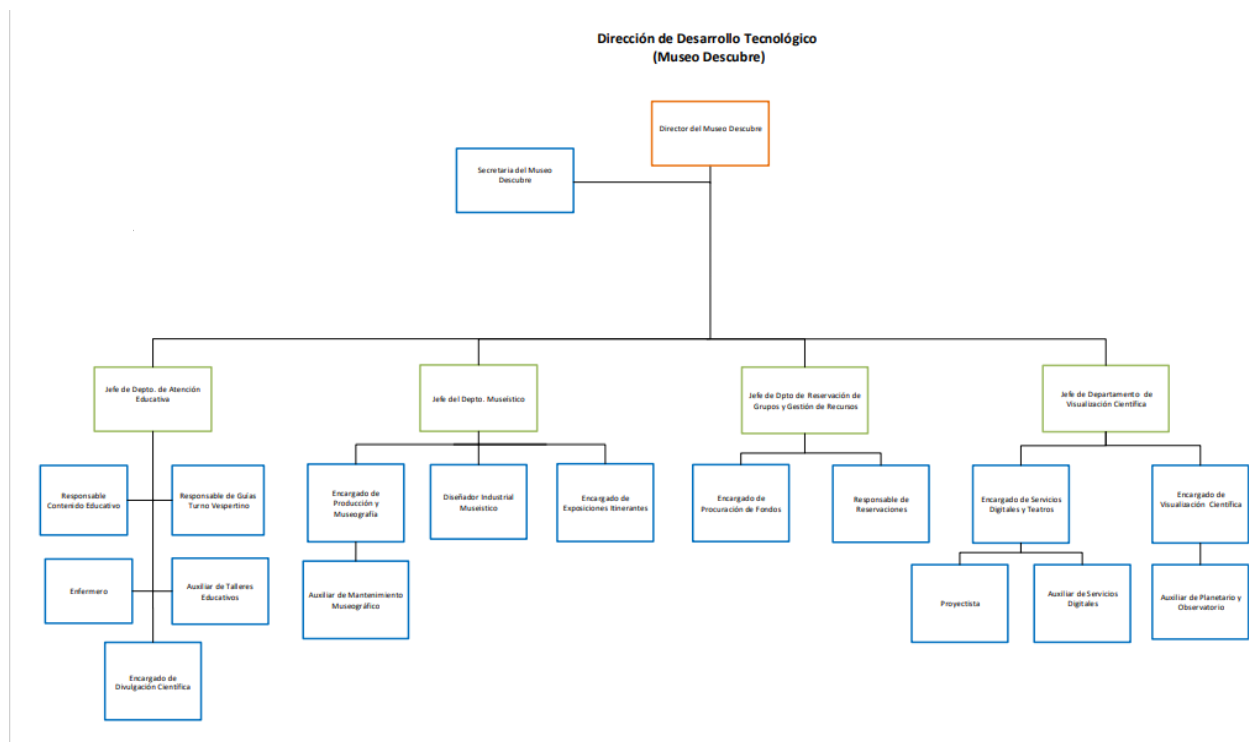 Dirección de Desarrollo Tecnológico
(Museo Descubre)
Director del Museo Descubre
Secretaria del Museo
Descubre
Jefe de Depto. de Atención
Educativa
Jefe del Depto. Museístico
Jefe de Dpto de Reservación de
Grupos y Gestión de Recursos
Jefe de Departamento de
Visualización Científica
Responsable
Contenido Educativo
Responsable de Guías
Turno Vespertino
Encargado de
Producción y
Museografía
Diseñador Industrial
Museistico
Encargado de
Exposiciones Itinerantes
Encargado de
Procuración de Fondos
Responsable de
Reservaciones
Encargado de Servicios
Digitales y Teatros
Encargado de
Visualización Científica
Enfermero
Auxiliar de Talleres
Educativos
Auxiliar de Mantenimiento
Museográfico
Proyectista
Auxiliar de Servicios
Digitales
Auxiliar de Planetario y
Observatorio
Encargado de
Divulgación Científica